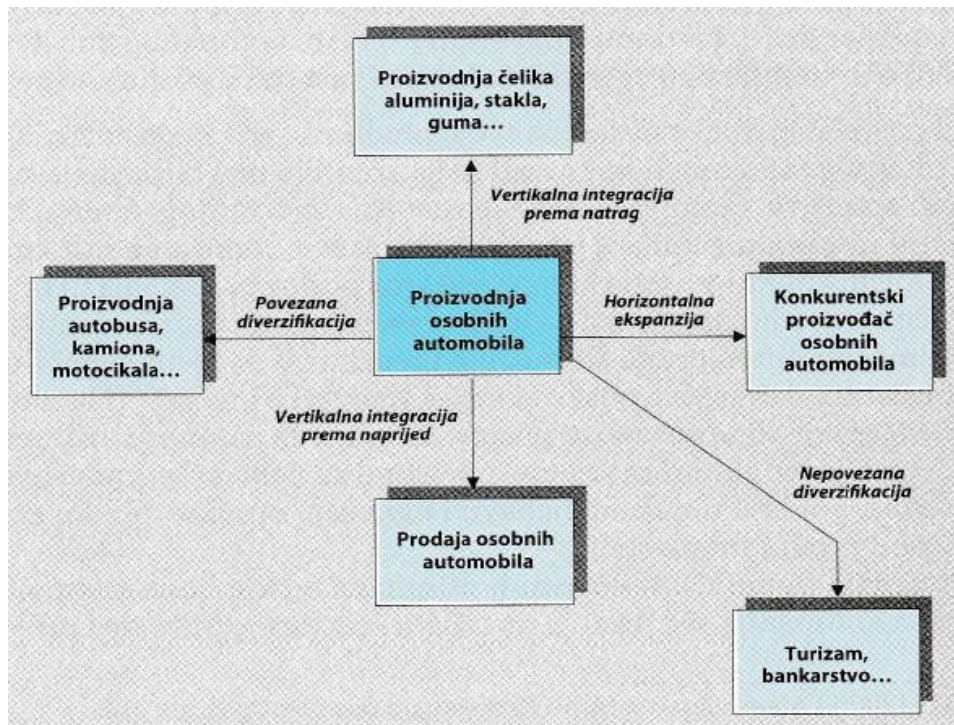 Proizvodnja čelika
aluminija, stakla,
guma...
Vertikalna integracija
prema natrag
Proizvodnja
autobusa,
kamiona,
motocikala...
Povezana
diverzifikacija
Proizvodnja
osobnih
automobila
Horizontalna
ekspanzija
Konkurentski
proizvođač
osobnih
automobila
Vertikalna integracija
prema naprijed
Nepovezana
diverzifikacija
Prodaja osobnih
automobila
Turizam,
bankarstvo...